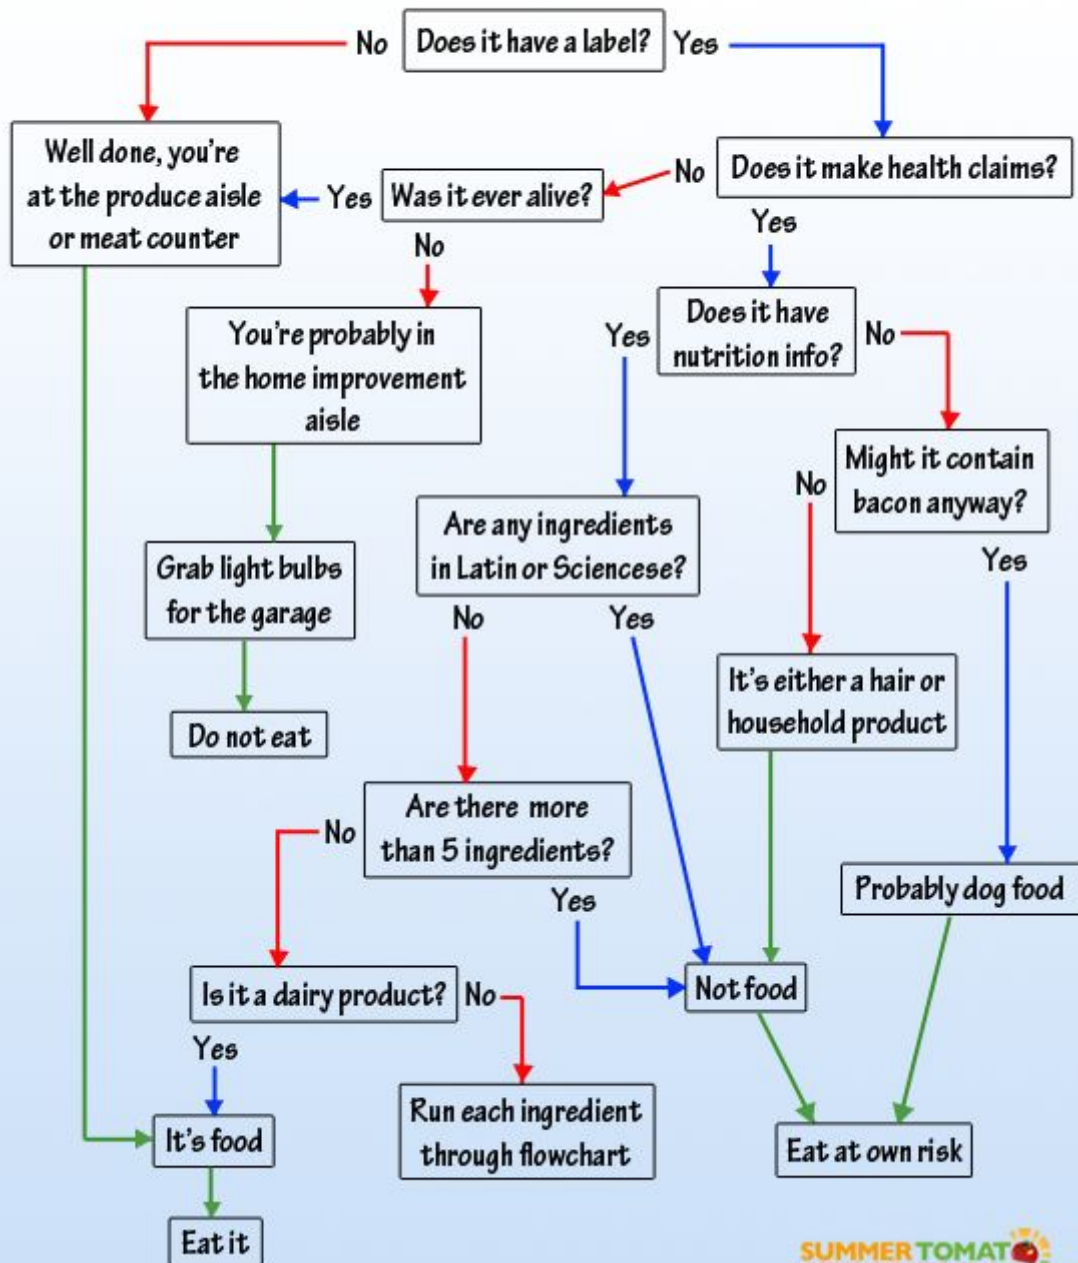 No
Does it have a label?
Yes
Well done, you're
at the produce aisle
or meat counter
Yes
Was it ever alive?
No
Does it make health claims?
No
Yes
You're probably in
the home improvement
aisle
Yes
Does it have
nutrition info?
No
Might it contain
bacon anyway?
No
Yes
Grab light bulbs
for the garage
Are any ingredients
in Latin or Sciencese?
No
Yes
It's either a hair or
household product
Do not eat
Are there more
than 5 ingredients?
No
Yes
Probably dog food
Is it a dairy product?
No
Not food
Yes
It's food
Run each ingredient
through flowchart
Eat at own risk
Eat it
SUMMER TOMATO